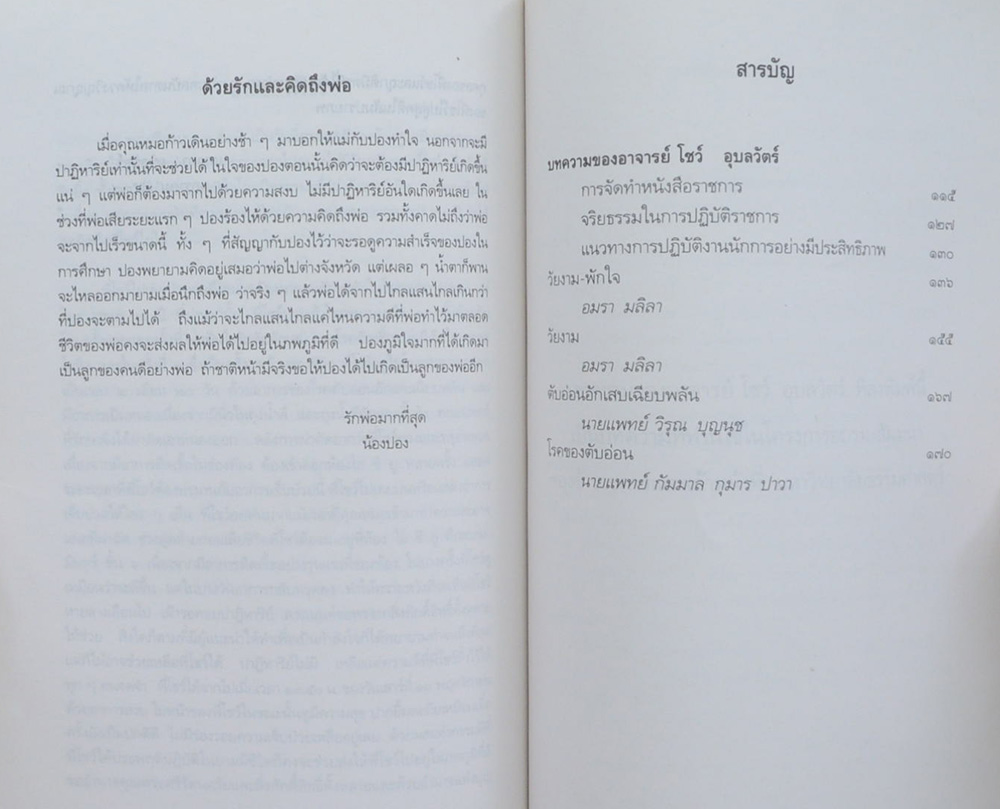 ด้วยรักและคิดถึงพ่อ
เมื่อคุณหมอก้าวเดินอย่างช้า ๆ มาบอกให้แม่กับปองทำใจ นอกจากจะมี
ปาฏิหาริย์เท่านั้นที่จะช่วยได้ ในใจของปองตอนนั้นคิดว่าจะต้องมีปาฏิหาริย์เกิดขึ้น
แน่ ๆ แต่พ่อก็ต้องมาจากไปด้วยความสงบ ไม่มีปาฏิหาริย์อันใดเกิดขึ้นเลย ใน
ช่วงที่พ่อเสียระยะแรก ๆ ปองร้องไห้ด้วยความคิดถึงพ่อ รวมทั้งคาดไม่ถึงว่าพ่อ
จะจากไปเร็วขนาดนี้ ทั้ง ๆ ที่สัญญากับปองไว้ว่าจะรอดูความสำเร็จของปองใน
การศึกษา ปองพยายามคิดอยู่เสมอว่าพ่อไปต่างจังหวัด แต่เผลอ ๆ น้ำตาก็พาน
จะไหลออกมายามเมื่อนึกถึงพ่อ ว่าจริง ๆ แล้วพ่อได้จากไปไกลแสนไกลเกินกว่า
ที่ปองจะตามไปได้ ถึงแม้ว่าจะไกลแสนไกลแค่ไหนความดีที่พ่อทำไว้มาตลอด
ชีวิตของพ่อคงจะส่งผลให้พ่อได้ไปอยู่ในภพภูมิที่ดี ปองภูมิใจมากที่ได้เกิดมา
เป็นลูกของคนดีอย่างพ่อ ถ้าชาติหน้ามีจริงขอให้ปองได้ไปเกิดเป็นลูกของพ่ออีก
รักพ่อมากที่สุด
น้องปอง
สารบัญ
บทความของอาจารย์ โชว์ อุบลวัตร์
การจัดทำหนังสือราชการ ๑๑๕
จริยธรรมในการปฏิบัติราชการ ๑๒๗
แนวทางการปฏิบัติงานนักการอย่างมีประสิทธิภาพ ๑๓๐
วัยงาม-พักใจ ๑๓๖
อมรา มลิลา
วัยงาม ๑๕๕
อมรา มลิลา
ตับอ่อนอักเสบเฉียบพลัน ๑๖๗
นายแพทย์ วิรุณ บุญนุช
โรคของตับอ่อน ๑๗๐
นายแพทย์ กัมมาล กุมาร ปาวา